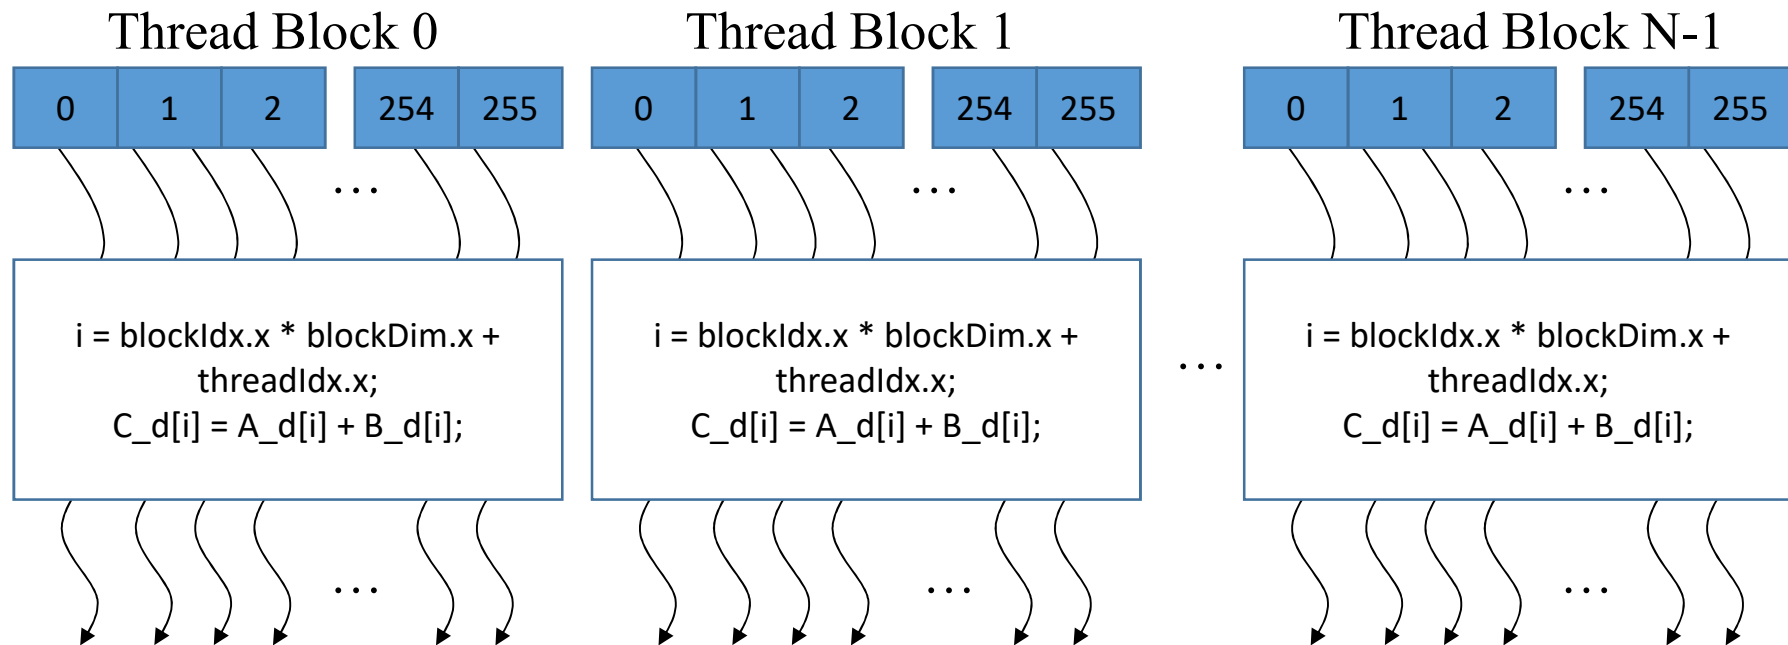 Thread Block 0
Thread Block 1
Thread Block N-1
0 1 2 254 255
0 1 2 254 255
0 1 2 254 255
...
...
...
i = blockIdx.x * blockDim.x +
threadIdx.x;
C_d[i] = A_d[i] + B_d[i];
i = blockIdx.x * blockDim.x +
threadIdx.x;
C_d[i] = A_d[i] + B_d[i];
...
i = blockIdx.x * blockDim.x +
threadIdx.x;
C_d[i] = A_d[i] + B_d[i];
...
...
...